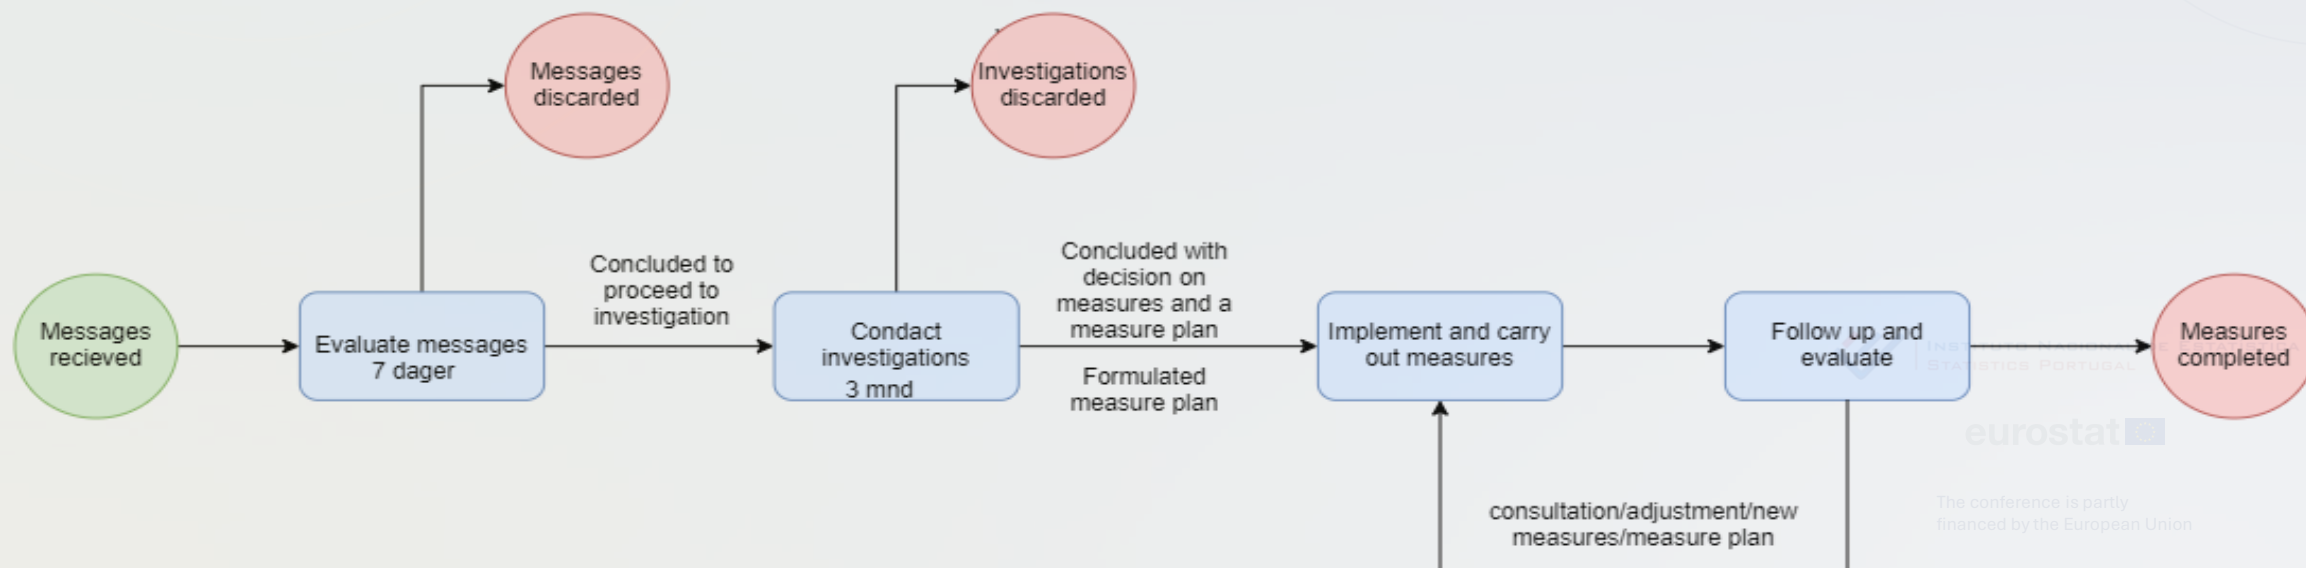 Messages
discarded
Investigations
discarded
Messages
recieved
Evaluate messages
7 dager
Concluded to
proceed to
investigation
Condact
investigations
3 mnd
Concluded with
decision on
measures and a
measure plan
Formulated
measure plan
Implement and carry
out measures
Follow up and
evaluate
Measures
completed
STATISTICS PORTUGAL
eurostat
consultation/adjustment/new
measures/measure plan
The conference is partly
financed by the European Union